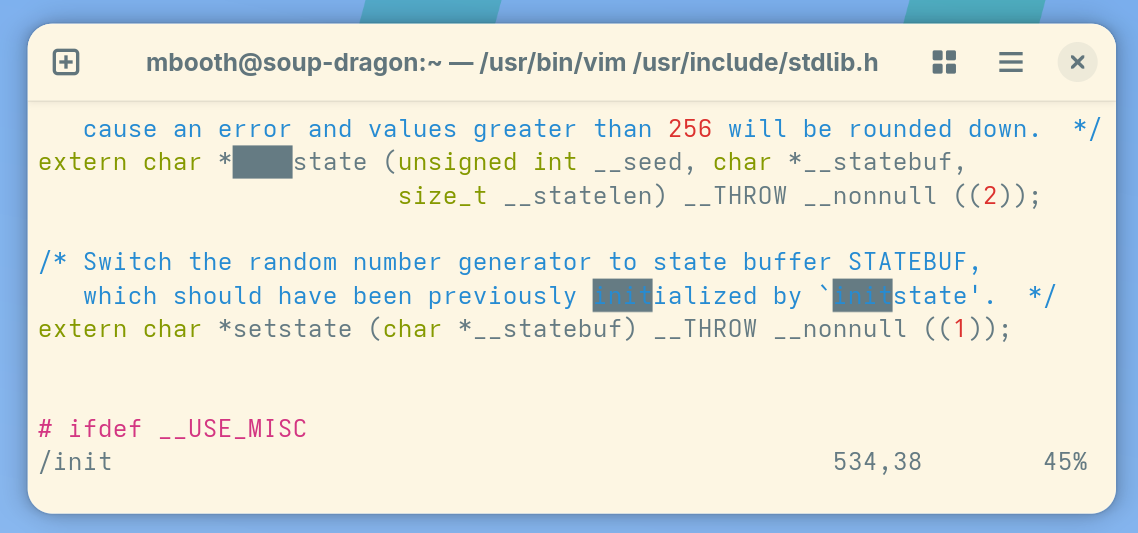 mbooth@soup-dragon:~ — /usr/bin/vim /usr/include/stdlib.h
   cause an error and values greater than 256 will be rounded down.  */
extern char *state (unsigned int __seed, char *__statebuf,
                        size_t __statelen) __THROW __nonnull ((2));
/* Switch the random number generator to state buffer STATEBUF,
   which should have been previously initialized by `initstate'.  */
extern char *setstate (char *__statebuf) __THROW __nonnull ((1));
# ifdef __USE_MISC
/init                                                534,38        45%